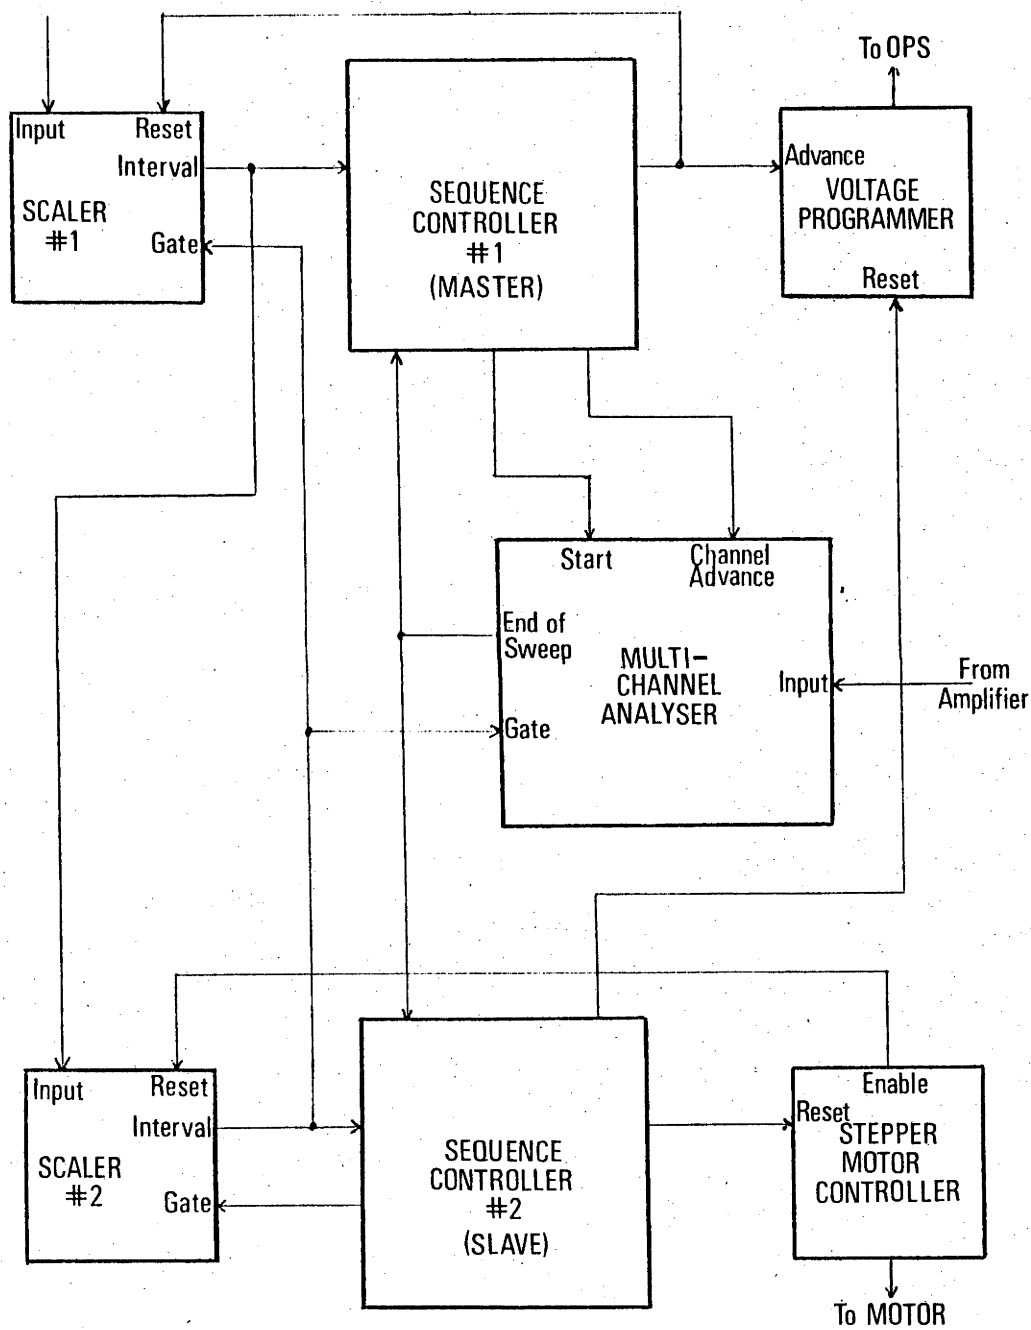 To OPS
Input
Reset
Interval
SCALER
#1
Gate
SEQUENCE
CONTROLLER
#1
(MASTER)
Advance
VOLTAGE
PROGRAMMER
Reset
Start
Channel
Advance
End of
Sweep
MULTI-
CHANNEL
ANALYSER
Input
From
Amplifier
Gate
Input
Reset
Interval
SCALER
#2
Gate
SEQUENCE
CONTROLLER
#2
(SLAVE)
Enable
Reset
STEPPER
MOTOR
CONTROLLER
To MOTOR